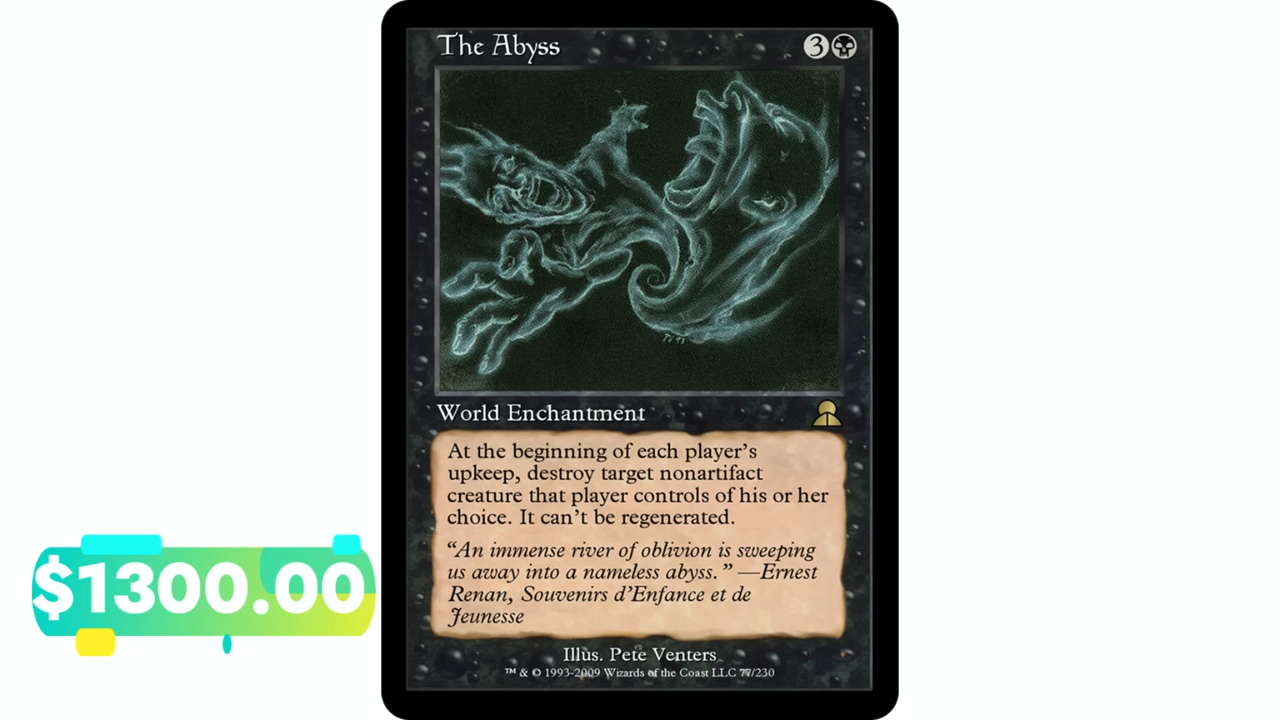 The Abyss
3
World Enchantment
At the beginning of each player's
upkeep, destroy target nonartifact
creature that player controls of his or her
choice. It can't be regenerated.
“An immense river of oblivion is sweeping
us away into a nameless abyss.” —Ernest
Renan, Souvenirs d'Enfance et de
Jeunesse
Illus. Pete Venters
™ & © 1993-2009 Wizards of the Coast LLC 77/230
$1300.00